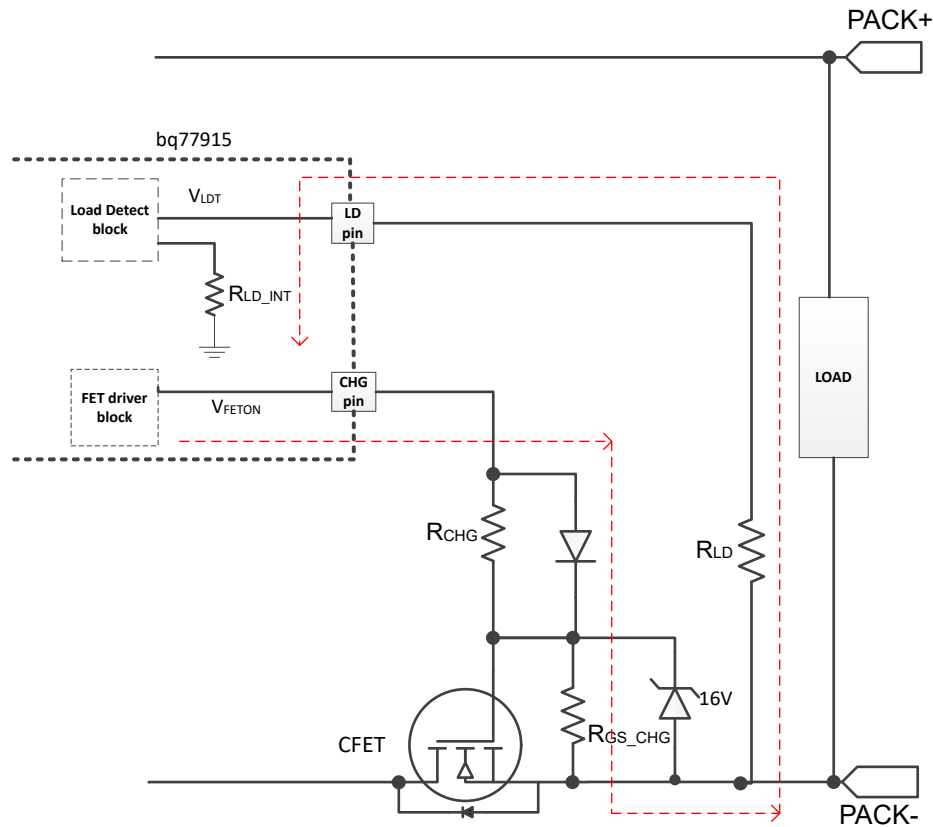 PACK+
bq77915
Load Detect
block
VLDT
LD
pin
RLD_INT
LOAD
FET driver
block
VFETON
CHG
pin
RCHG
RLD
16V
RGS_CHG
CFET
PACK-